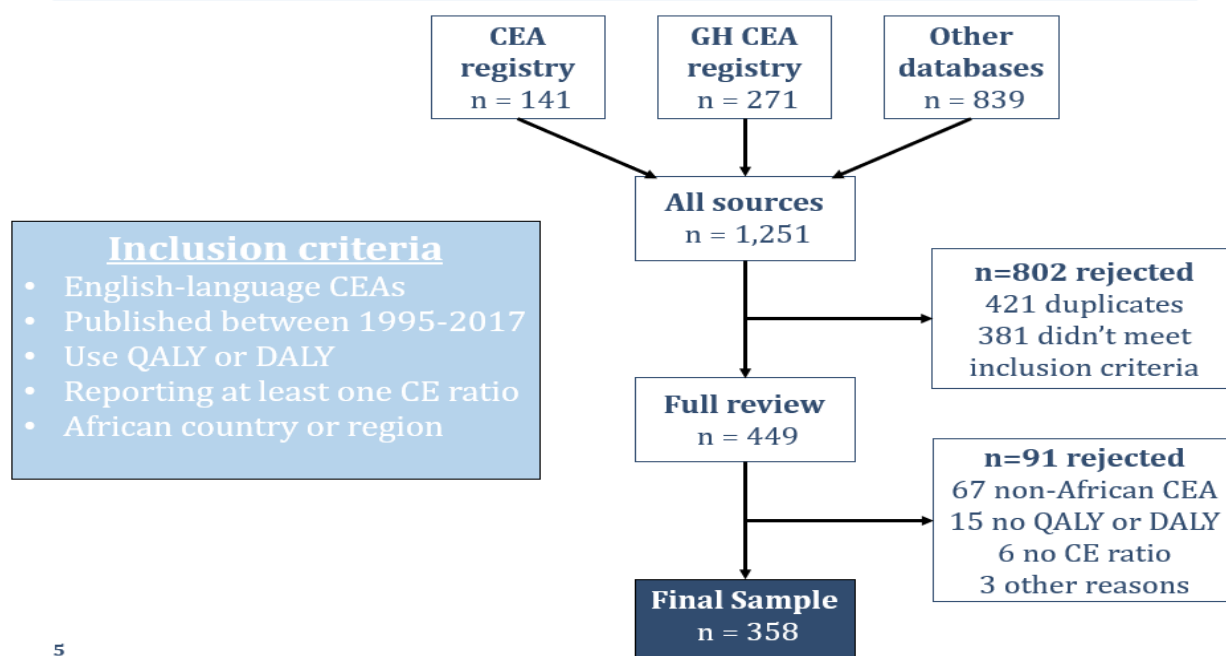 CEA
registry
n = 141
GH CEA
registry
n = 271
Other
databases
n = 839
All sources
n = 1,251
Inclusion criteria
• English-language CEAs
• Published between 1995-2017
• Use QALY or DALY
• Reporting at least one CE ratio
• African country or region
n=802 rejected
421 duplicates
381 didn't meet
inclusion criteria
Full review
n = 449
n=91 rejected
67 non-African CEA
15 no QALY or DALY
6 no CE ratio
3 other reasons
Final Sample
n = 358
5